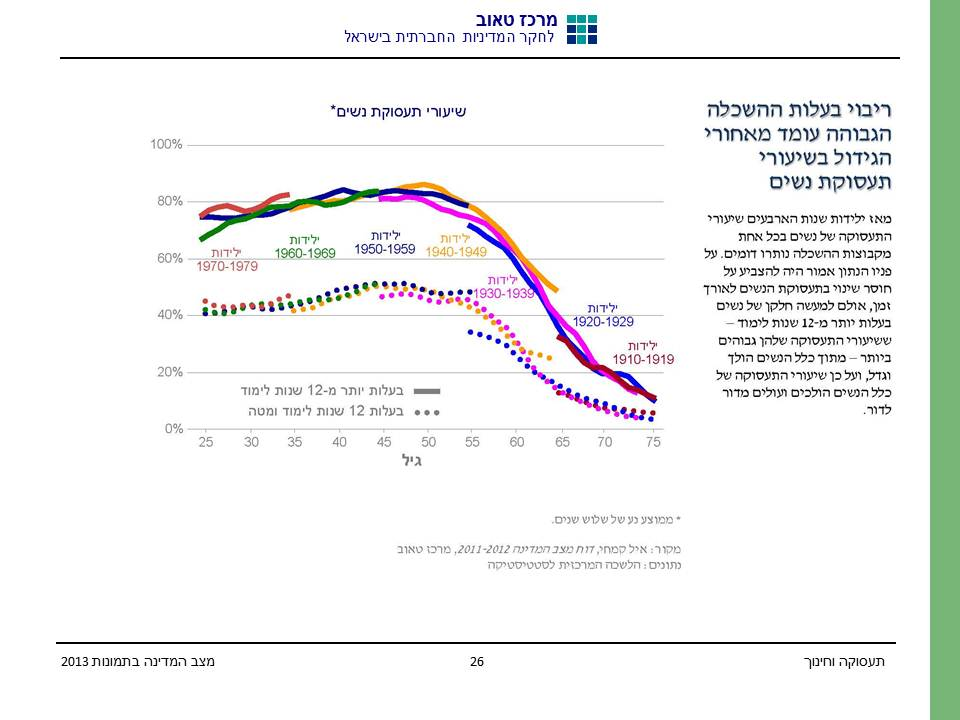 מרכז טאוב
לחקר המדיניות החברתית בישראל
ריבוי בעלות ההשכלה
הגבוהה עומד מאחורי
הגידול בשיעורי
תעסוקת נשים
מאז ילידות שנות הארבעים שיעורי
התעסוקה של נשים בכל אחת
מקבוצות ההשכלה נותרו דומים. על
פניו הנתון אמור היה להצביע על
חוסר שינוי בתעסוקת הנשים לאורך
זמן, אולם למעשה חלקן של נשים
בעלות יותר מ-12 שנות לימוד –
ששיעורי התעסוקה שלהן גבוהים
ביותר – מתוך כלל הנשים הולך
וגדל, ועל כן שיעורי התעסוקה של
כלל הנשים הולכים ועולים מדור
לדור.
שיעורי תעסוקת נשים*
100%
80%
60%
40%
20%
0%
ילידות
1970-1979
ילידות
1960-1969
ילידות
1950-1959
ילידות
1940-1949
ילידות
1930-1939
ילידות
1920-1929
ילידות
1910-1919
בעלות יותר מ-12 שנות לימוד
בעלות 12 שנות לימוד ומטה
25 30 35 40 45 50 55 60 65 70 75
גיל
* ממוצע נע של שלוש שנים.
מקור: איל קמחי, דוח מצב המדינה 2011-2012, מרכז טאוב
נתונים: הלשכה המרכזית לסטטיסטיקה
תעסוקה וחינוך
26
מצב המדינה בתמונות 2013